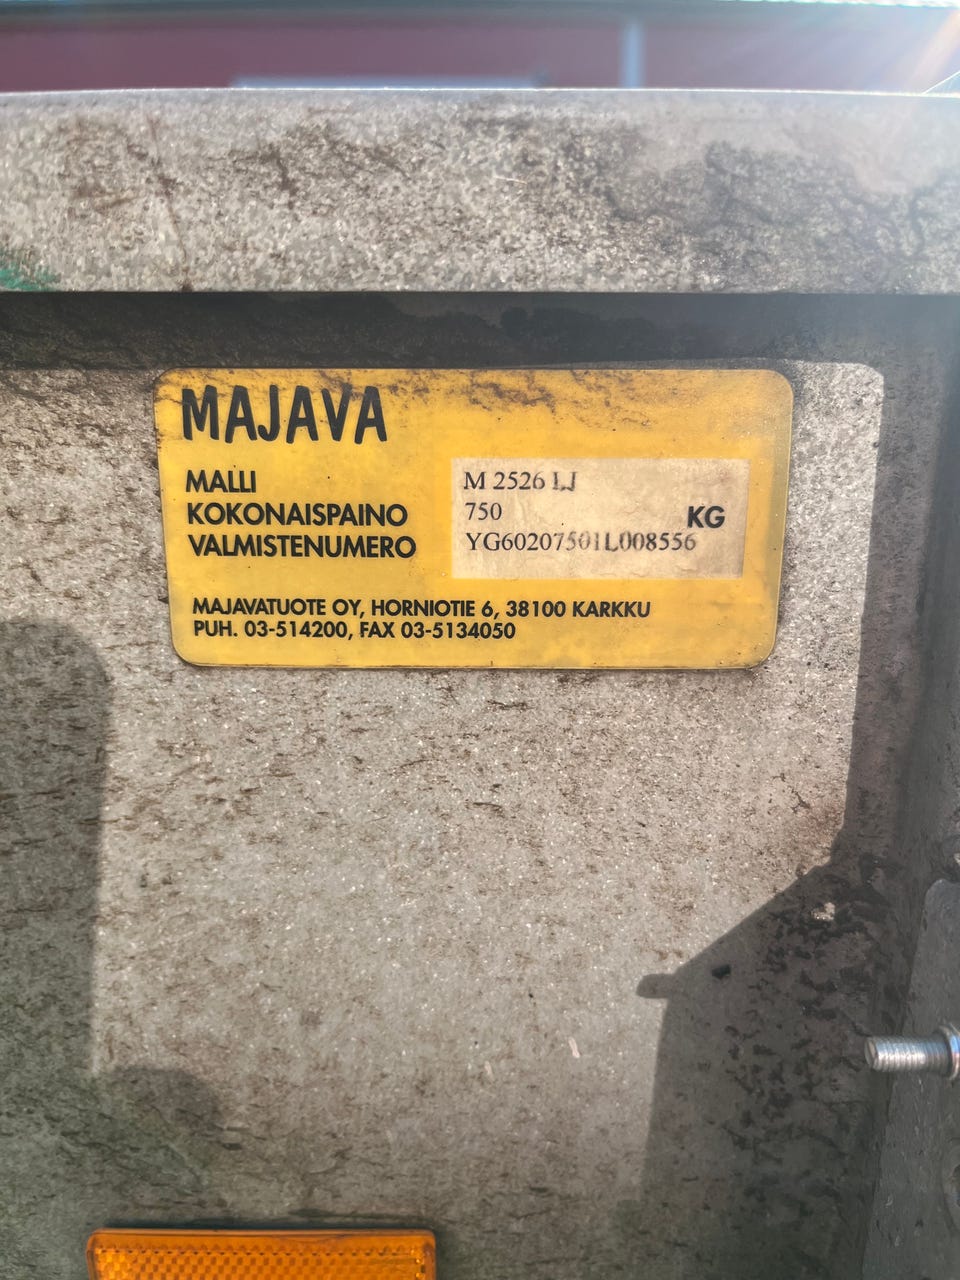 MAJAVA
MALLI M 2526 LJ
KOKONAISPAINO 750 KG
VALMISTENUMERO YG60207501L008556
MAJAVATUOTE OY, HORNIOTIE 6, 38100 KARKKU
PUH. 03-514200, FAX 03-5134050